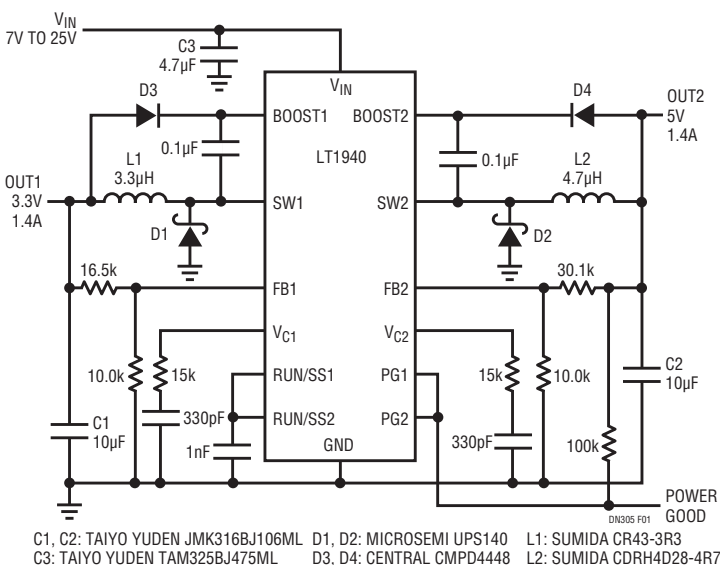 VIN
7V TO 25V
C3
4.7µF
D3
D4
VIN
BOOST1
BOOST2
OUT2
5V
1.4A
LT1940
0.1µF
0.1µF
L1
3.3µH
L2
4.7µH
OUT1
3.3V
1.4A
SW1
SW2
D1
D2
16.5k
30.1k
FB1
FB2
VC1
VC2
10.0k
15k
15k
10.0k
RUN/SS1
PG1
C2
10µF
RUN/SS2
PG2
330pF
C1
10µF
1nF
GND
330pF
100k
POWER
GOOD
DN305 F01
C1, C2: TAIYO YUDEN JMK316BJ106ML D1, D2: MICROSEMI UPS140 L1: SUMIDA CR43-3R3
C3: TAIYO YUDEN TAM325BJ475ML D3, D4: CENTRAL CMPD4448 L2: SUMIDA CDRH4D28-4R7